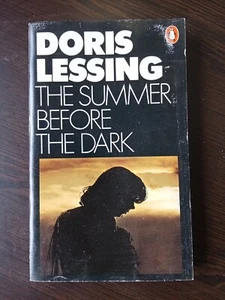 DORIS
LESSING
THE SUMMER
BEFORE
THE DARK